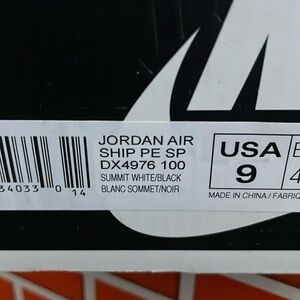 JORDAN AIR
SHIP PE SP
DX4976 100
SUMMIT WHITE/BLACK
BLANC SOMMET/NOIR
34033 0 14
USA
9
MADE IN CHINA / FABRIQ